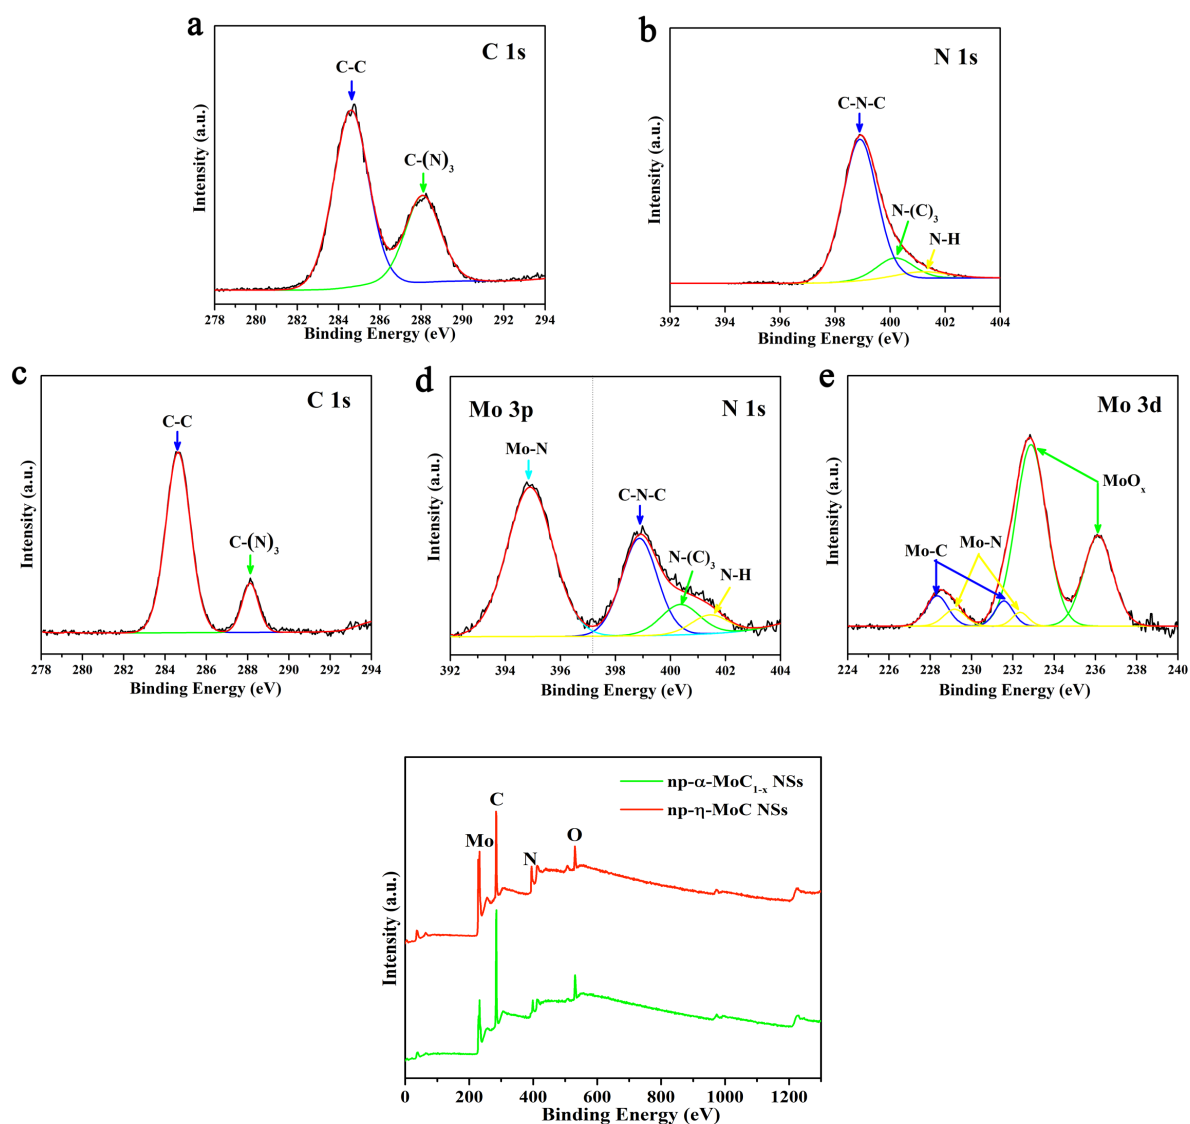 a
C 1s
C-C
C-(N)₃
Intensity (a.u.)
278 280 282 284 286 288 290 292 294
Binding Energy (eV)
b
N 1s
C-N-C
N-(C)₃
N-H
Intensity (a.u.)
392 394 396 398 400 402 404
Binding Energy (eV)
c
C 1s
C-C
C-(N)₃
Intensity (a.u.)
278 280 282 284 286 288 290 292 294
Binding Energy (eV)
d
Mo 3p N 1s
Mo-N
C-N-C
N-(C)₃
N-H
Intensity (a.u.)
392 394 396 398 400 402 404
Binding Energy (eV)
e
Mo 3d
MoOₓ
Mo-C Mo-N
Intensity (a.u.)
224 226 228 230 232 234 236 238 240
Binding Energy (eV)
np-α-MoC₁₋ₓ NSs
np-η-MoC NSs
C
Mo
N
O
Intensity (a.u.)
0 200 400 600 800 1000 1200
Binding Energy (eV)